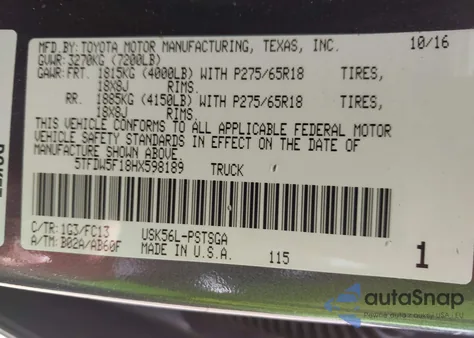 MFD.BY: TOYOTA MOTOR MANUFACTURING, TEXAS, INC. 10/16
GVWR: 3270KG (7200LB)
GAWR: FRT. 1815KG (4000LB) WITH P275/65R18 TIRES,
18X8J RIMS.
RR. 1885KG (4150LB) WITH P275/65R18 TIRES,
18X8J RIMS.
THIS VEHICLE CONFORMS TO ALL APPLICABLE FEDERAL MOTOR
VEHICLE SAFETY STANDARDS IN EFFECT ON THE DATE OF
MANUFACTURE SHOWN ABOVE.
5TFDW5F18HX598189 TRUCK
C/TR: 1G3/FC13 USK56L-PSTSGA
A/TM: B02A/AB60F MADE IN U.S.A. 115 1
autoSnap